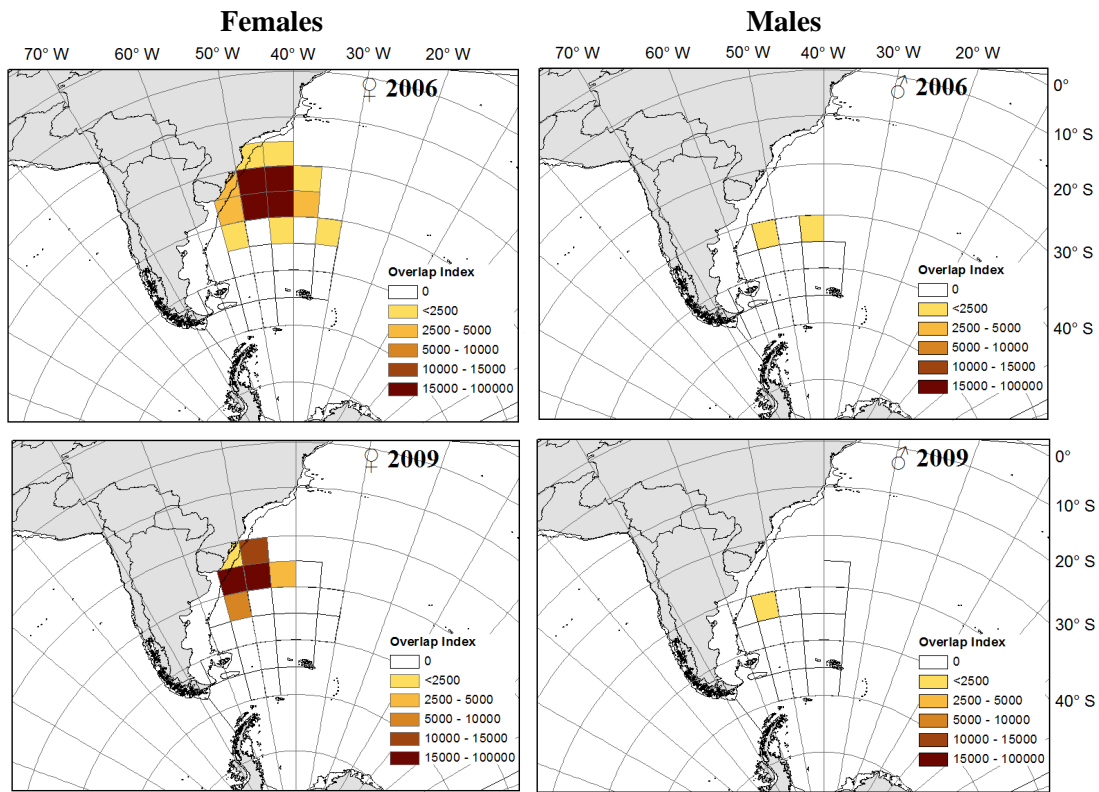 Females Males
70° W 60° W 50° W 40° W 30° W 20° W 70° W 60° W 50° W 40° W 30° W 20° W
♀ 2006
Overlap Index
0
<2500
2500 - 5000
5000 - 10000
10000 - 15000
15000 - 100000
♂ 2006
Overlap Index
0
<2500
2500 - 5000
5000 - 10000
10000 - 15000
15000 - 100000
0°
10° S
20° S
30° S
40° S
♀ 2009
Overlap Index
0
<2500
2500 - 5000
5000 - 10000
10000 - 15000
15000 - 100000
♂ 2009
Overlap Index
0
<2500
2500 - 5000
5000 - 10000
10000 - 15000
15000 - 100000
0°
10° S
20° S
30° S
40° S